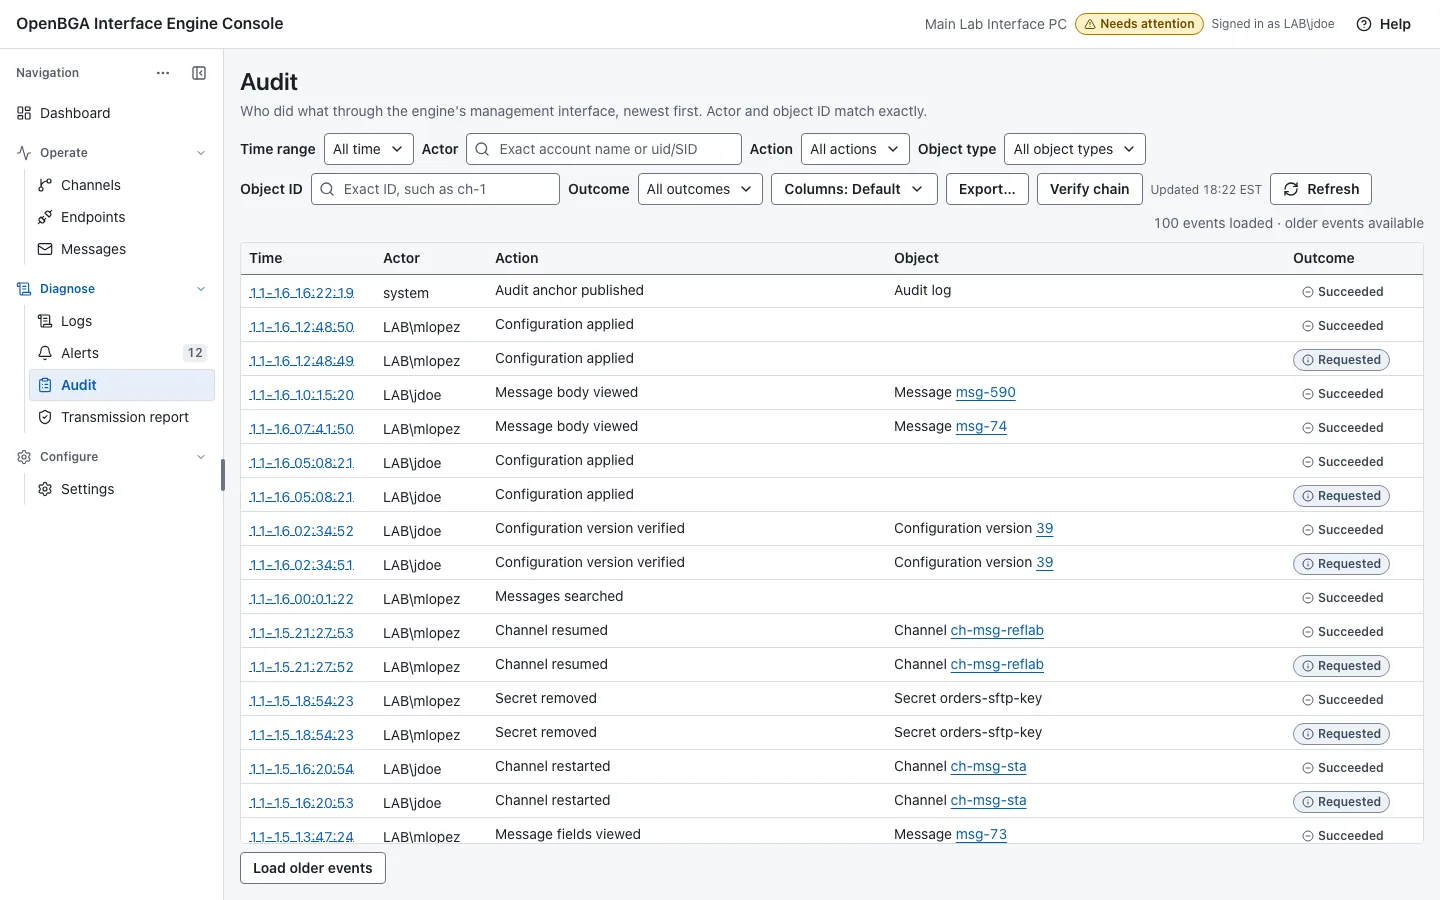 OpenBGA Interface Engine Console
Main Lab Interface PC Needs attention Signed in as LAB\jdoe Help
Navigation
Dashboard
Operate
Channels
Endpoints
Messages
Diagnose
Logs
Alerts 12
Audit
Transmission report
Configure
Settings
Audit
Who did what through the engine's management interface, newest first. Actor and object ID match exactly.
Time range All time Actor Exact account name or uid/SID Action All actions Object type All object types
Object ID Exact ID, such as ch-1 Outcome All outcomes Columns: Default Export... Verify chain Updated 18:22 EST Refresh
100 events loaded · older events available
Time Actor Action Object Outcome
11-16 16:22:19 system Audit anchor published Audit log Succeeded
11-16 12:48:50 LAB\mlopez Configuration applied Succeeded
11-16 12:48:49 LAB\mlopez Configuration applied Requested
11-16 10:15:20 LAB\jdoe Message body viewed Message msg-590 Succeeded
11-16 07:41:50 LAB\mlopez Message body viewed Message msg-74 Succeeded
11-16 05:08:21 LAB\jdoe Configuration applied Succeeded
11-16 05:08:21 LAB\jdoe Configuration applied Requested
11-16 02:34:52 LAB\jdoe Configuration version verified Configuration version 39 Succeeded
11-16 02:34:51 LAB\jdoe Configuration version verified Configuration version 39 Requested
11-16 00:01:22 LAB\mlopez Messages searched Succeeded
11-15 21:27:53 LAB\mlopez Channel resumed Channel ch-msg-reflab Succeeded
11-15 21:27:52 LAB\mlopez Channel resumed Channel ch-msg-reflab Requested
11-15 18:54:23 LAB\mlopez Secret removed Secret orders-sftp-key Succeeded
11-15 18:54:23 LAB\mlopez Secret removed Secret orders-sftp-key Requested
11-15 16:20:54 LAB\jdoe Channel restarted Channel ch-msg-sta Succeeded
11-15 16:20:53 LAB\jdoe Channel restarted Channel ch-msg-sta Requested
11-15 13:47:24 LAB\mlopez Message fields viewed Message msg-73 Succeeded
Load older events